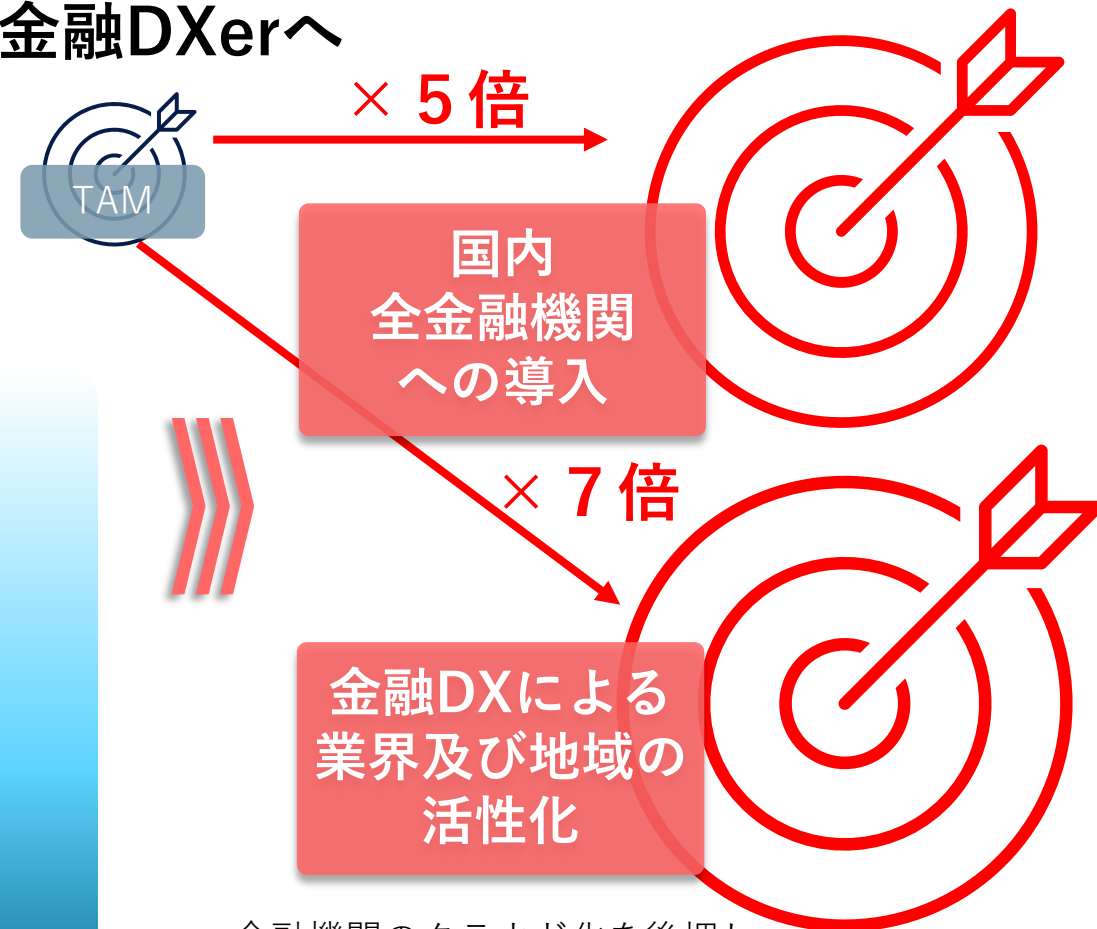 金融DXerへ
× 5 倍
TAM
国内
全金融機関
への導入
× 7 倍
金融DXによる
業界及び地域の
活性化